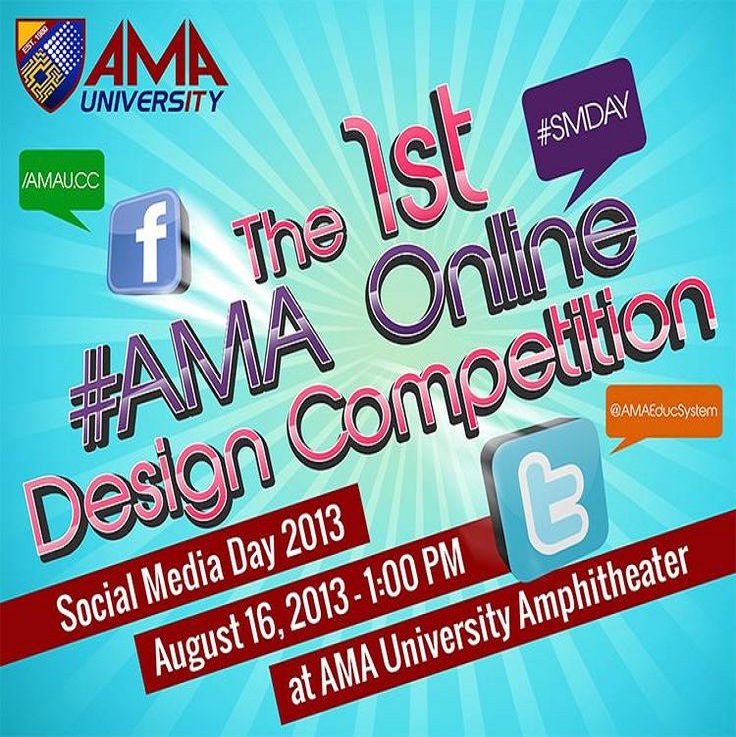 EST. 1980
AMA
UNIVERSITY
/AMAU.CC
f
#SMDAY
The 1st
#AMA Onlline
Design Competition
@AMAEducSystem
t
Social Media Day 2013
August 16, 2013 - 1:00 PM
at AMA University Amphitheater